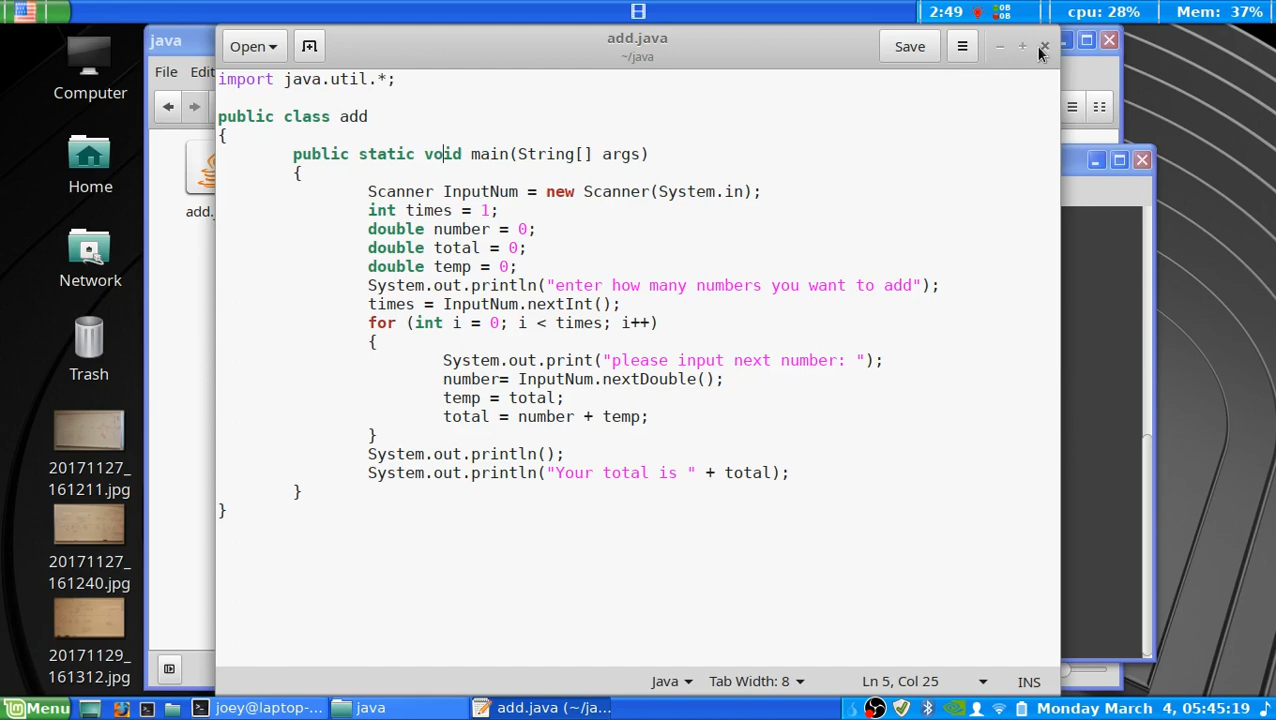 2:49 0B 0B cpu: 28% Mem: 37%
java
File Edi
Computer
Home
Network
Trash
20171127_
161211.jpg
20171127_
161240.jpg
20171129_
161312.jpg
add.j
Open
add.java
~/java
Save
import java.util.*;
public class add
{
public static void main(String[] args)
{
Scanner InputNum = new Scanner(System.in);
int times = 1;
double number = 0;
double total = 0;
double temp = 0;
System.out.println("enter how many numbers you want to add");
times = InputNum.nextInt();
for (int i = 0; i < times; i++)
{
System.out.print("please input next number: ");
number= InputNum.nextDouble();
temp = total;
total = number + temp;
}
System.out.println();
System.out.println("Your total is " + total);
}
}
Java Tab Width: 8 Ln 5, Col 25 INS
Menu joey@laptop-... java add.java (~/ja... Monday March 4, 05:45:19